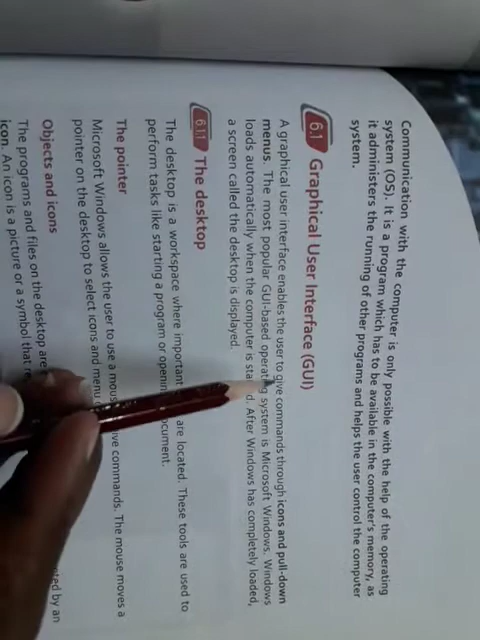 Communication with the computer is only possible with the help of the operating
system (OS). It is a program which has to be available in the computer's memory, as
it administers the running of other programs and helps the user control the computer
system.
6.1 Graphical User Interface (GUI)
A graphical user interface enables the user to give commands through icons and pull-down
menus. The most popular GUI-based operating system is Microsoft Windows. Windows
loads automatically when the computer is sta d. After Windows has completely loaded,
a screen called the desktop is displayed.
6.1.1 The desktop
The desktop is a workspace where important are located. These tools are used to
perform tasks like starting a program or openin ocument.
The pointer
Microsoft Windows allows the user to use a mous ive commands. The mouse moves a
pointer on the desktop to select icons and menu
Objects and icons
The programs and files on the desktop are ted by an
icon. An icon is a picture or a symbol that re